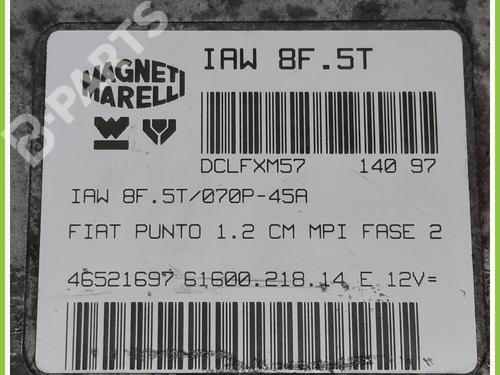 MAGNETI MARELLI
IAW 8F.5T
DCLFXM57 140 97
IAW 8F.5T/070P-45A
FIAT PUNTO 1.2 CM MPI FASE 2
46521697 61600.218.14 E 12V=
B-PARTS